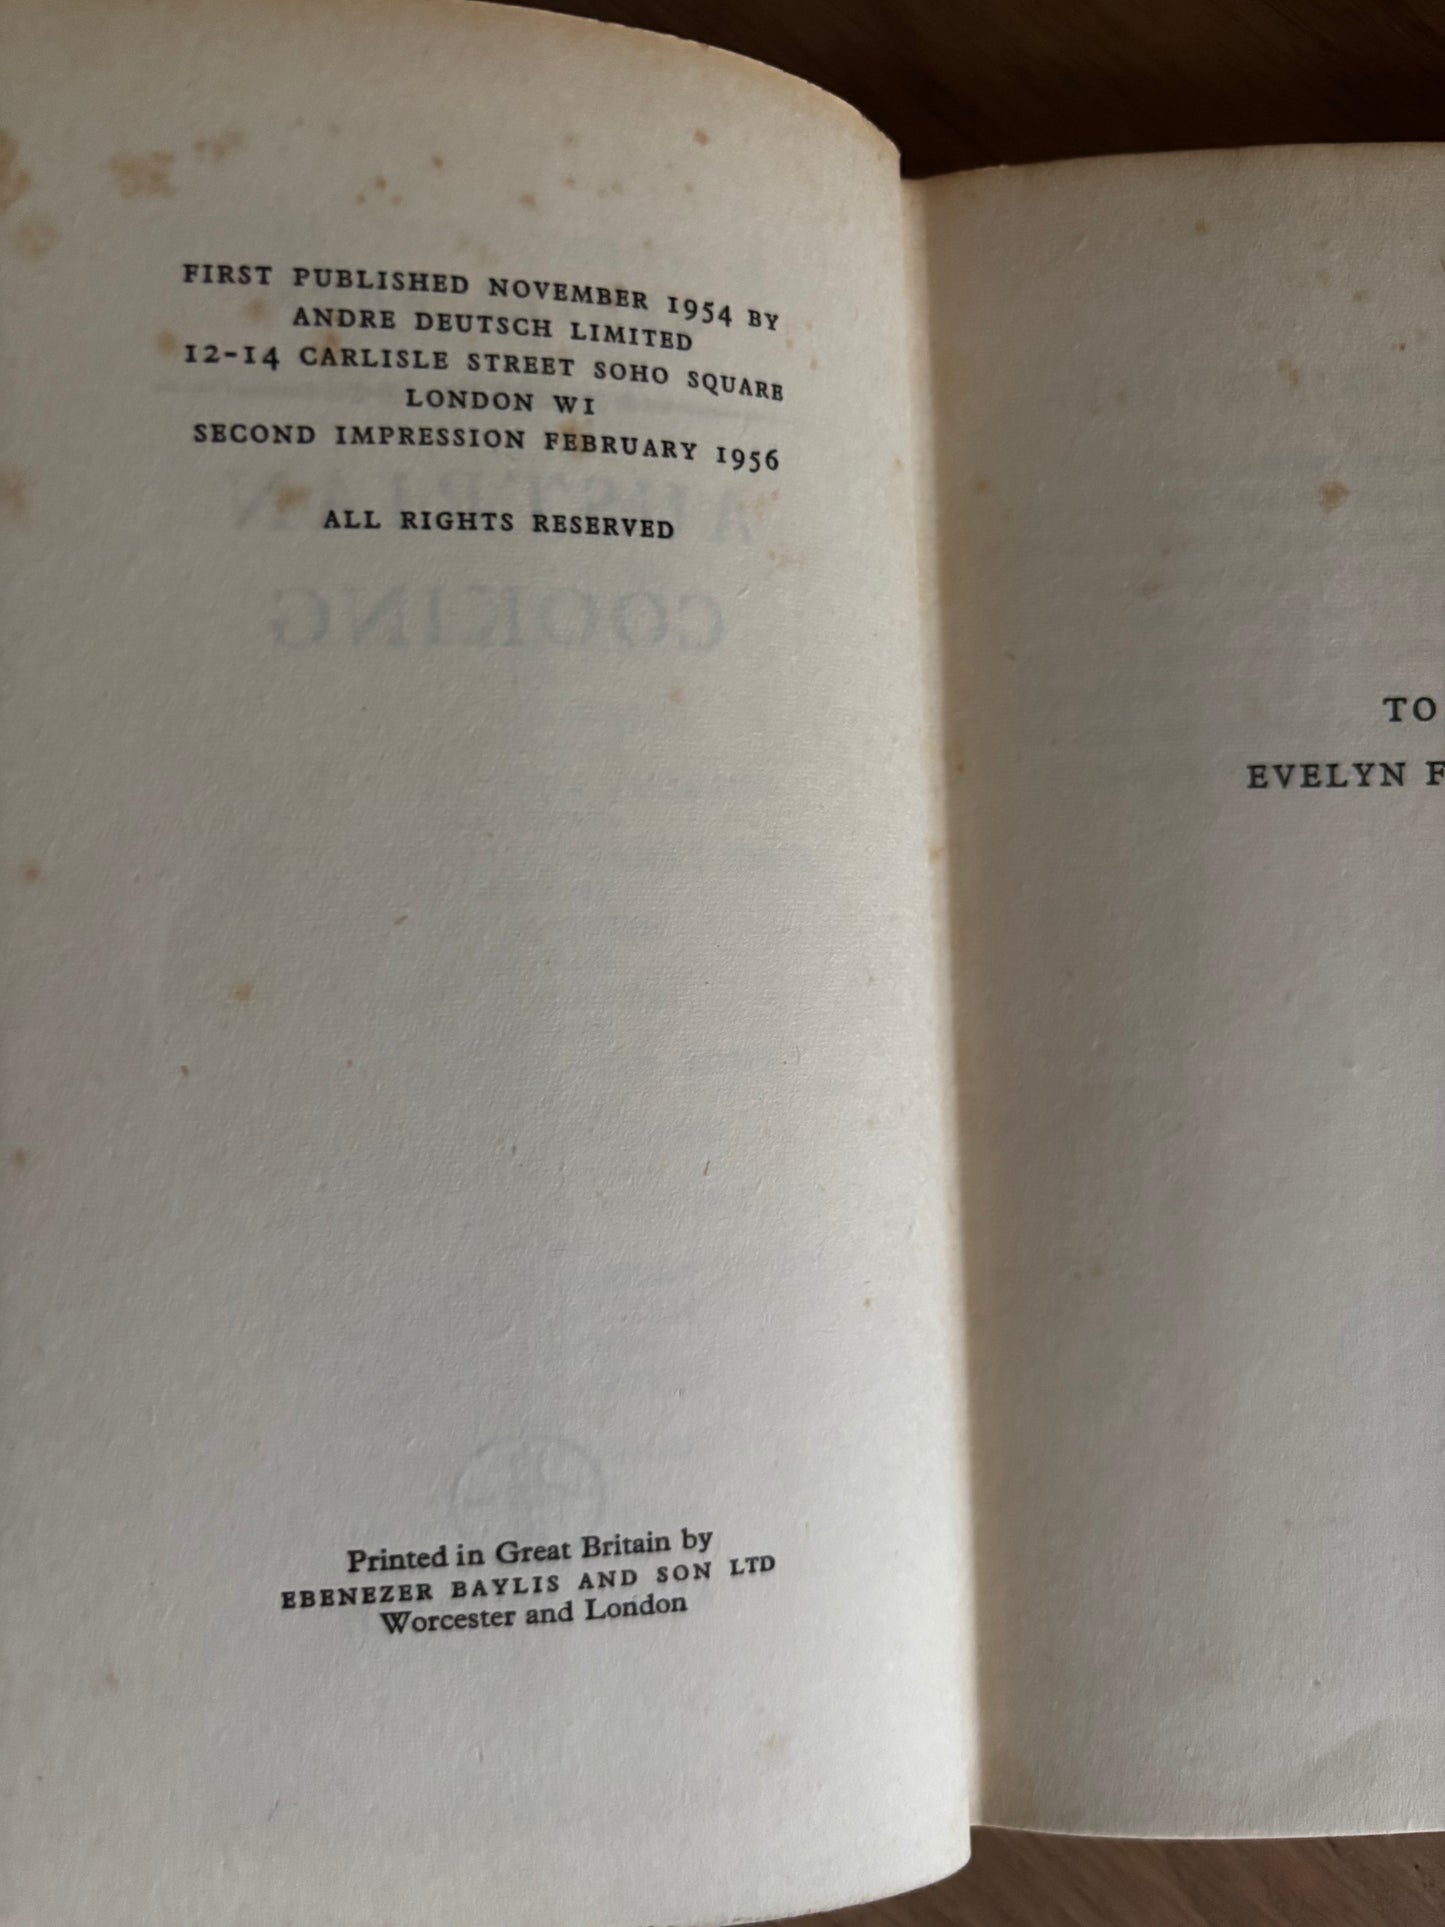 FIRST PUBLISHED NOVEMBER 1954 BY
ANDRE DEUTSCH LIMITED
12-14 CARLISLE STREET SOHO SQUARE
LONDON W1
SECOND IMPRESSION FEBRUARY 1956
ALL RIGHTS RESERVED
AUSTRIAN
COOKING
Printed in Great Britain by
EBENEZER BAYLIS AND SON LTD
Worcester and London
TO
EVELYN F